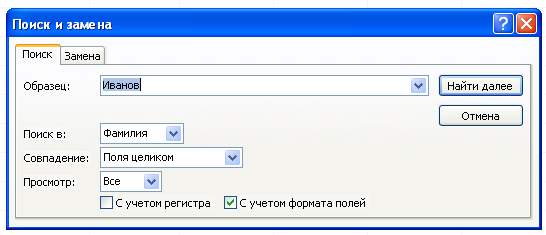 Поиск и замена
Поиск Замена
Образец: Иванов Найти далее
Отмена
Поиск в: Фамилия
Совпадение: Поля целиком
Просмотр: Все
С учетом регистра С учетом формата полей